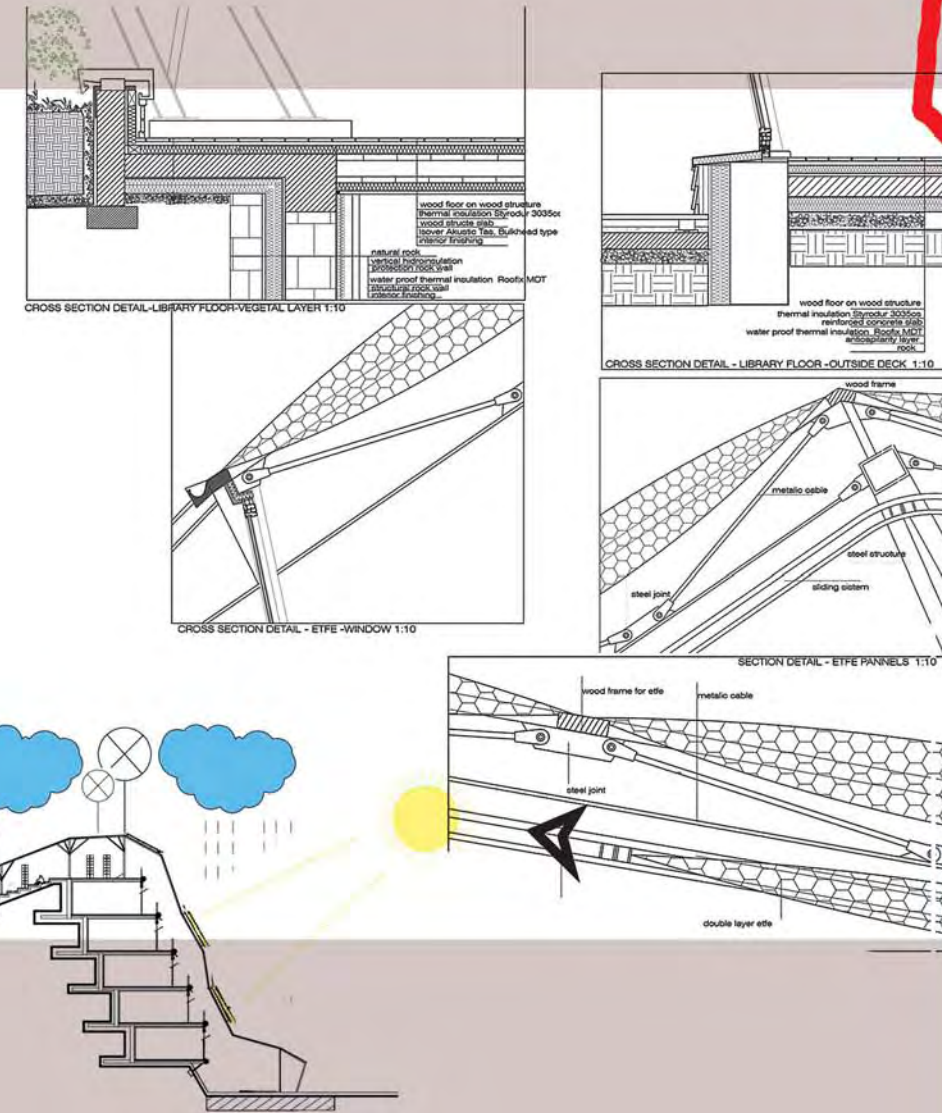 wood floor on wood structure
thermal insulation Styrodur 3035cs
wood structe slab
Isover Akustic Tas, Bulkhead type
interior finishing
natural rock
vertical hidroinsulation
protection rock wall
water proof thermal insulation Roofix MDT
structural rock wall
interior finishing
CROSS SECTION DETAIL-LIBRARY FLOOR-VEGETAL LAYER 1:10
wood floor on wood structure
thermal insulation Styrodur 3035cs
reinforced concrete slab
water proof thermal insulation Roofix MDT
anticapilarity layer
rock
CROSS SECTION DETAIL - LIBRARY FLOOR -OUTSIDE DECK 1:10
CROSS SECTION DETAIL - ETFE -WINDOW 1:10
wood frame
metalic cable
steel structure
sliding sistem
steel joint
SECTION DETAIL - ETFE PANNELS 1:10
wood frame for etfe
metalic cable
steel joint
double layer etfe